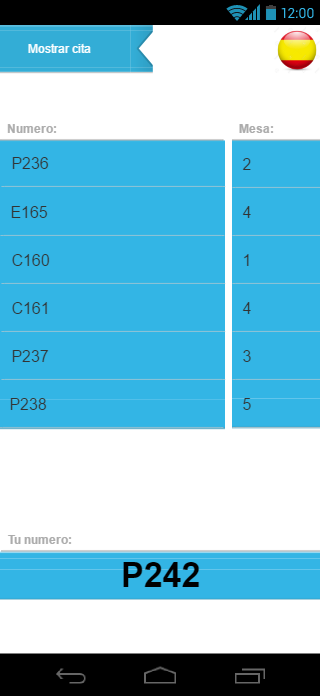 12:00
Mostrar cita
Numero: Mesa:
P236 2
E165 4
C160 1
C161 4
P237 3
P238 5
Tu numero:
P242